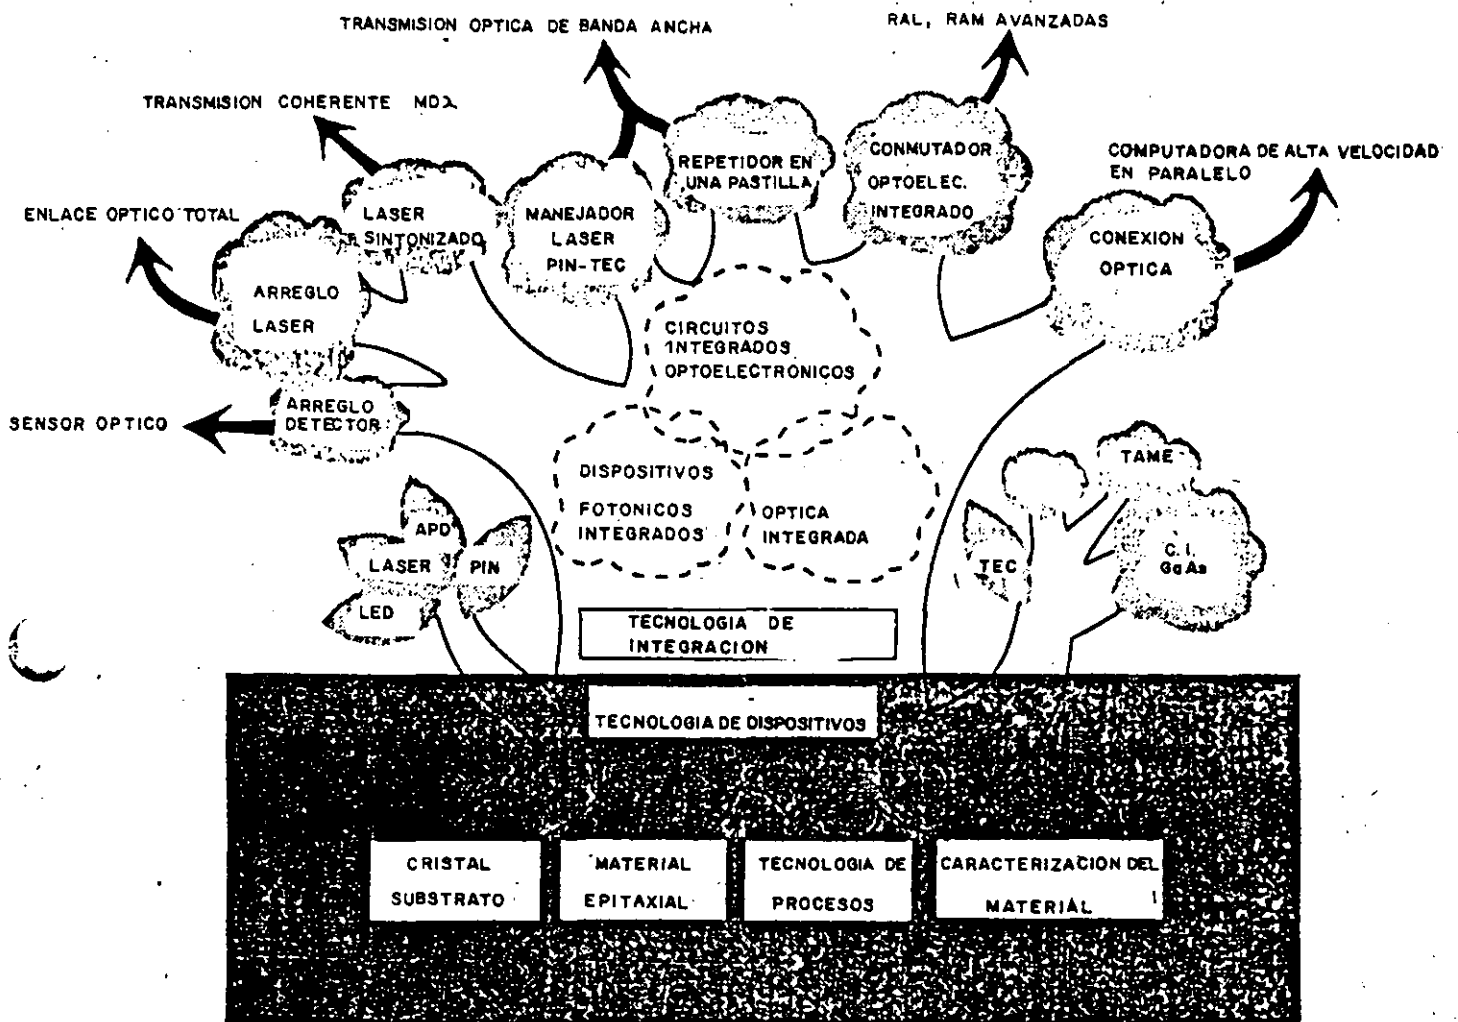 TRANSMISION OPTICA DE BANDA ANCHA
RAL, RAM AVANZADAS
TRANSMISION COHERENTE MDλ
COMPUTADORA DE ALTA VELOCIDAD
EN PARALELO
ENLACE OPTICO TOTAL
SENSOR OPTICO
REPETIDOR EN
UNA PASTILLA
CONMUTADOR
OPTOELEC.
INTEGRADO
LASER
SINTONIZADO
MANEJADOR
LASER
PIN-TEC
CONEXION
OPTICA
ARREGLO
LASER
ARREGLO
DETECTOR
CIRCUITOS
INTEGRADOS
OPTOELECTRONICOS
DISPOSITIVOS
FOTONICOS
INTEGRADOS
OPTICA
INTEGRADA
APD
LASER
PIN
LED
TAME
TEC
C.I.
GaAs
TECNOLOGIA DE
INTEGRACION
TECNOLOGIA DE DISPOSITIVOS
CRISTAL
SUBSTRATO
MATERIAL
EPITAXIAL
TECNOLOGIA DE
PROCESOS
CARACTERIZACION DEL
MATERIAL